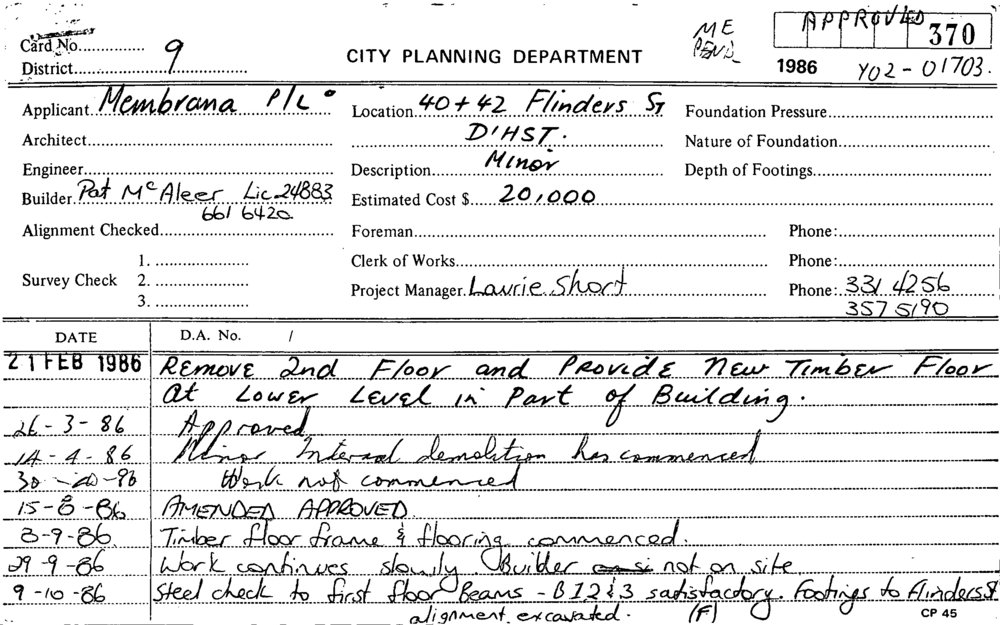 Card No.............. 9
District...............................................
CITY PLANNING DEPARTMENT
ME
PEND.
APPROVED
370
1986 Y02-01703.
Applicant Membrana P/L
Location 40+42 Flinders St
Foundation Pressure
Architect
D'HST.
Nature of Foundation
Engineer
Description Minor
Depth of Footings
Builder Pat McAleer Lic 24883
Estimated Cost $ 20,000
661 6420
Alignment Checked
Foreman
Phone:
Survey Check 1.
2.
3.
Clerk of Works
Phone:
Project Manager Laurie Short
Phone: 331 4256
357 5190
DATE D.A. No. /
21 FEB 1986 Remove 2nd Floor and Provide New Timber Floor
At Lower Level in Part of Building.
26-3-86 Approved
14-4-86 Minor Internal demolition has commenced
Work not commenced
15-8-86 AMENDED APPROVED.
3-9-86 Timber floor frame & flooring commenced.
29-9-86 Work continues slowly. Builder not on site
9-10-86 Steel check to first floor Beams - B12&3 satisfactory. Footings to Flinders St
alignment excavated. (F)
CP 45